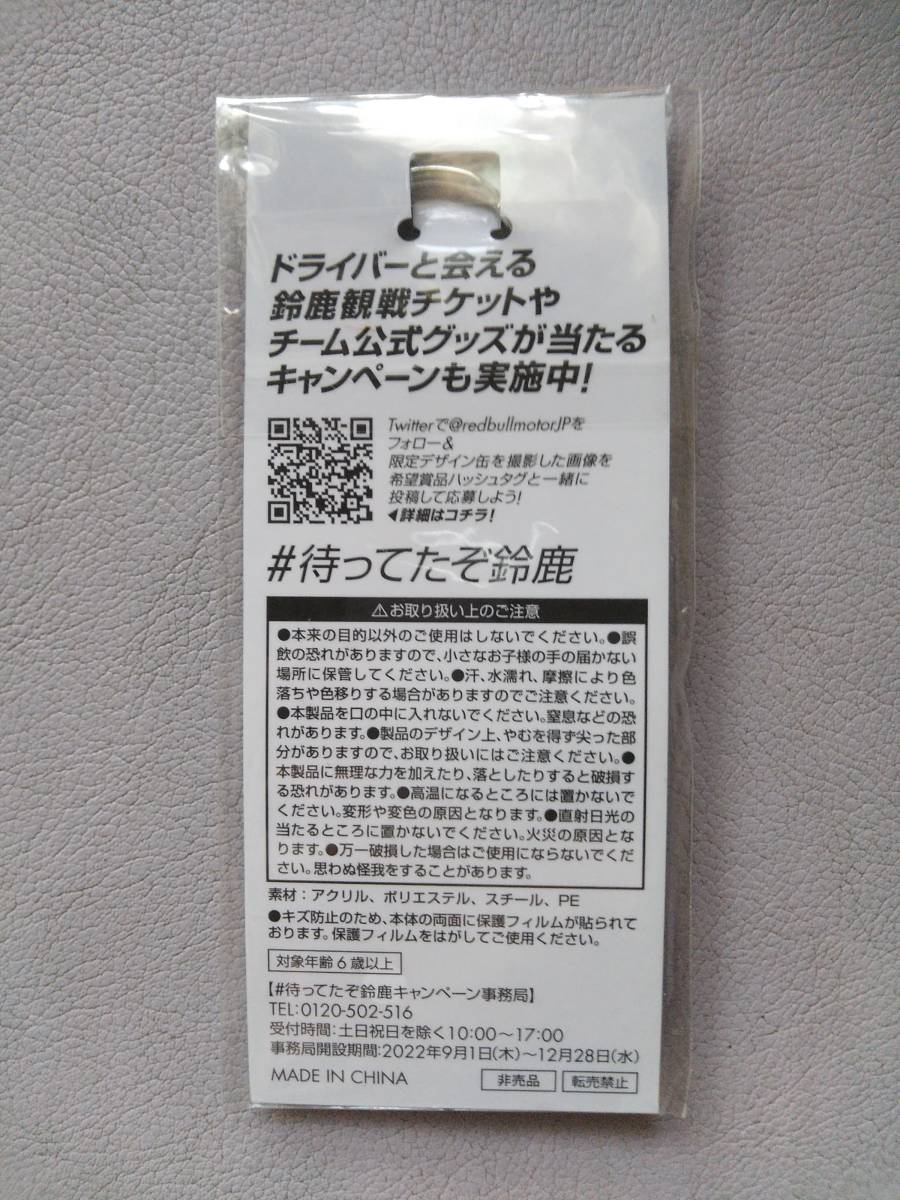 ドライバーと会える
鈴鹿観戦チケットや
チーム公式グッズが当たる
キャンペーンも実施中!
Twitterで@redbullmotorJPを
フォロー&
限定デザイン缶を撮影した画像を
希望賞品ハッシュタグと一緒に
投稿して応募しよう!
◀詳細はコチラ!
#待ってたぞ鈴鹿
⚠お取り扱い上のご注意
●本来の目的以外のご使用はしないでください。●誤
飲の恐れがありますので、小さなお子様の手の届かない
場所に保管してください。●汗、水濡れ、摩擦により色
落ちや色移りする場合がありますのでご注意ください。
●本製品を口の中に入れないでください。窒息などの恐
れがあります。●製品のデザイン上、やむを得ず尖った部
分がありますので、お取り扱いにはご注意ください。●
本製品に無理な力を加えたり、落としたりすると破損す
る恐れがあります。●高温になるところには置かないで
ください。変形や変色の原因となります。●直射日光の
当たるところに置かないでください。火災の原因とな
ります。●万一破損した場合はご使用にならないでくだ
さい。思わぬ怪我をすることがあります。
素材：アクリル、ポリエステル、スチール、PE
●キズ防止のため、本体の両面に保護フィルムが貼られて
おります。保護フィルムをはがしてご使用ください。
対象年齢6歳以上
【#待ってたぞ鈴鹿キャンペーン事務局】
TEL:0120-502-516
受付時間：土日祝日を除く10:00～17:00
事務局開設期間：2022年9月1日(木)～12月28日(水)
MADE IN CHINA 非売品 転売禁止